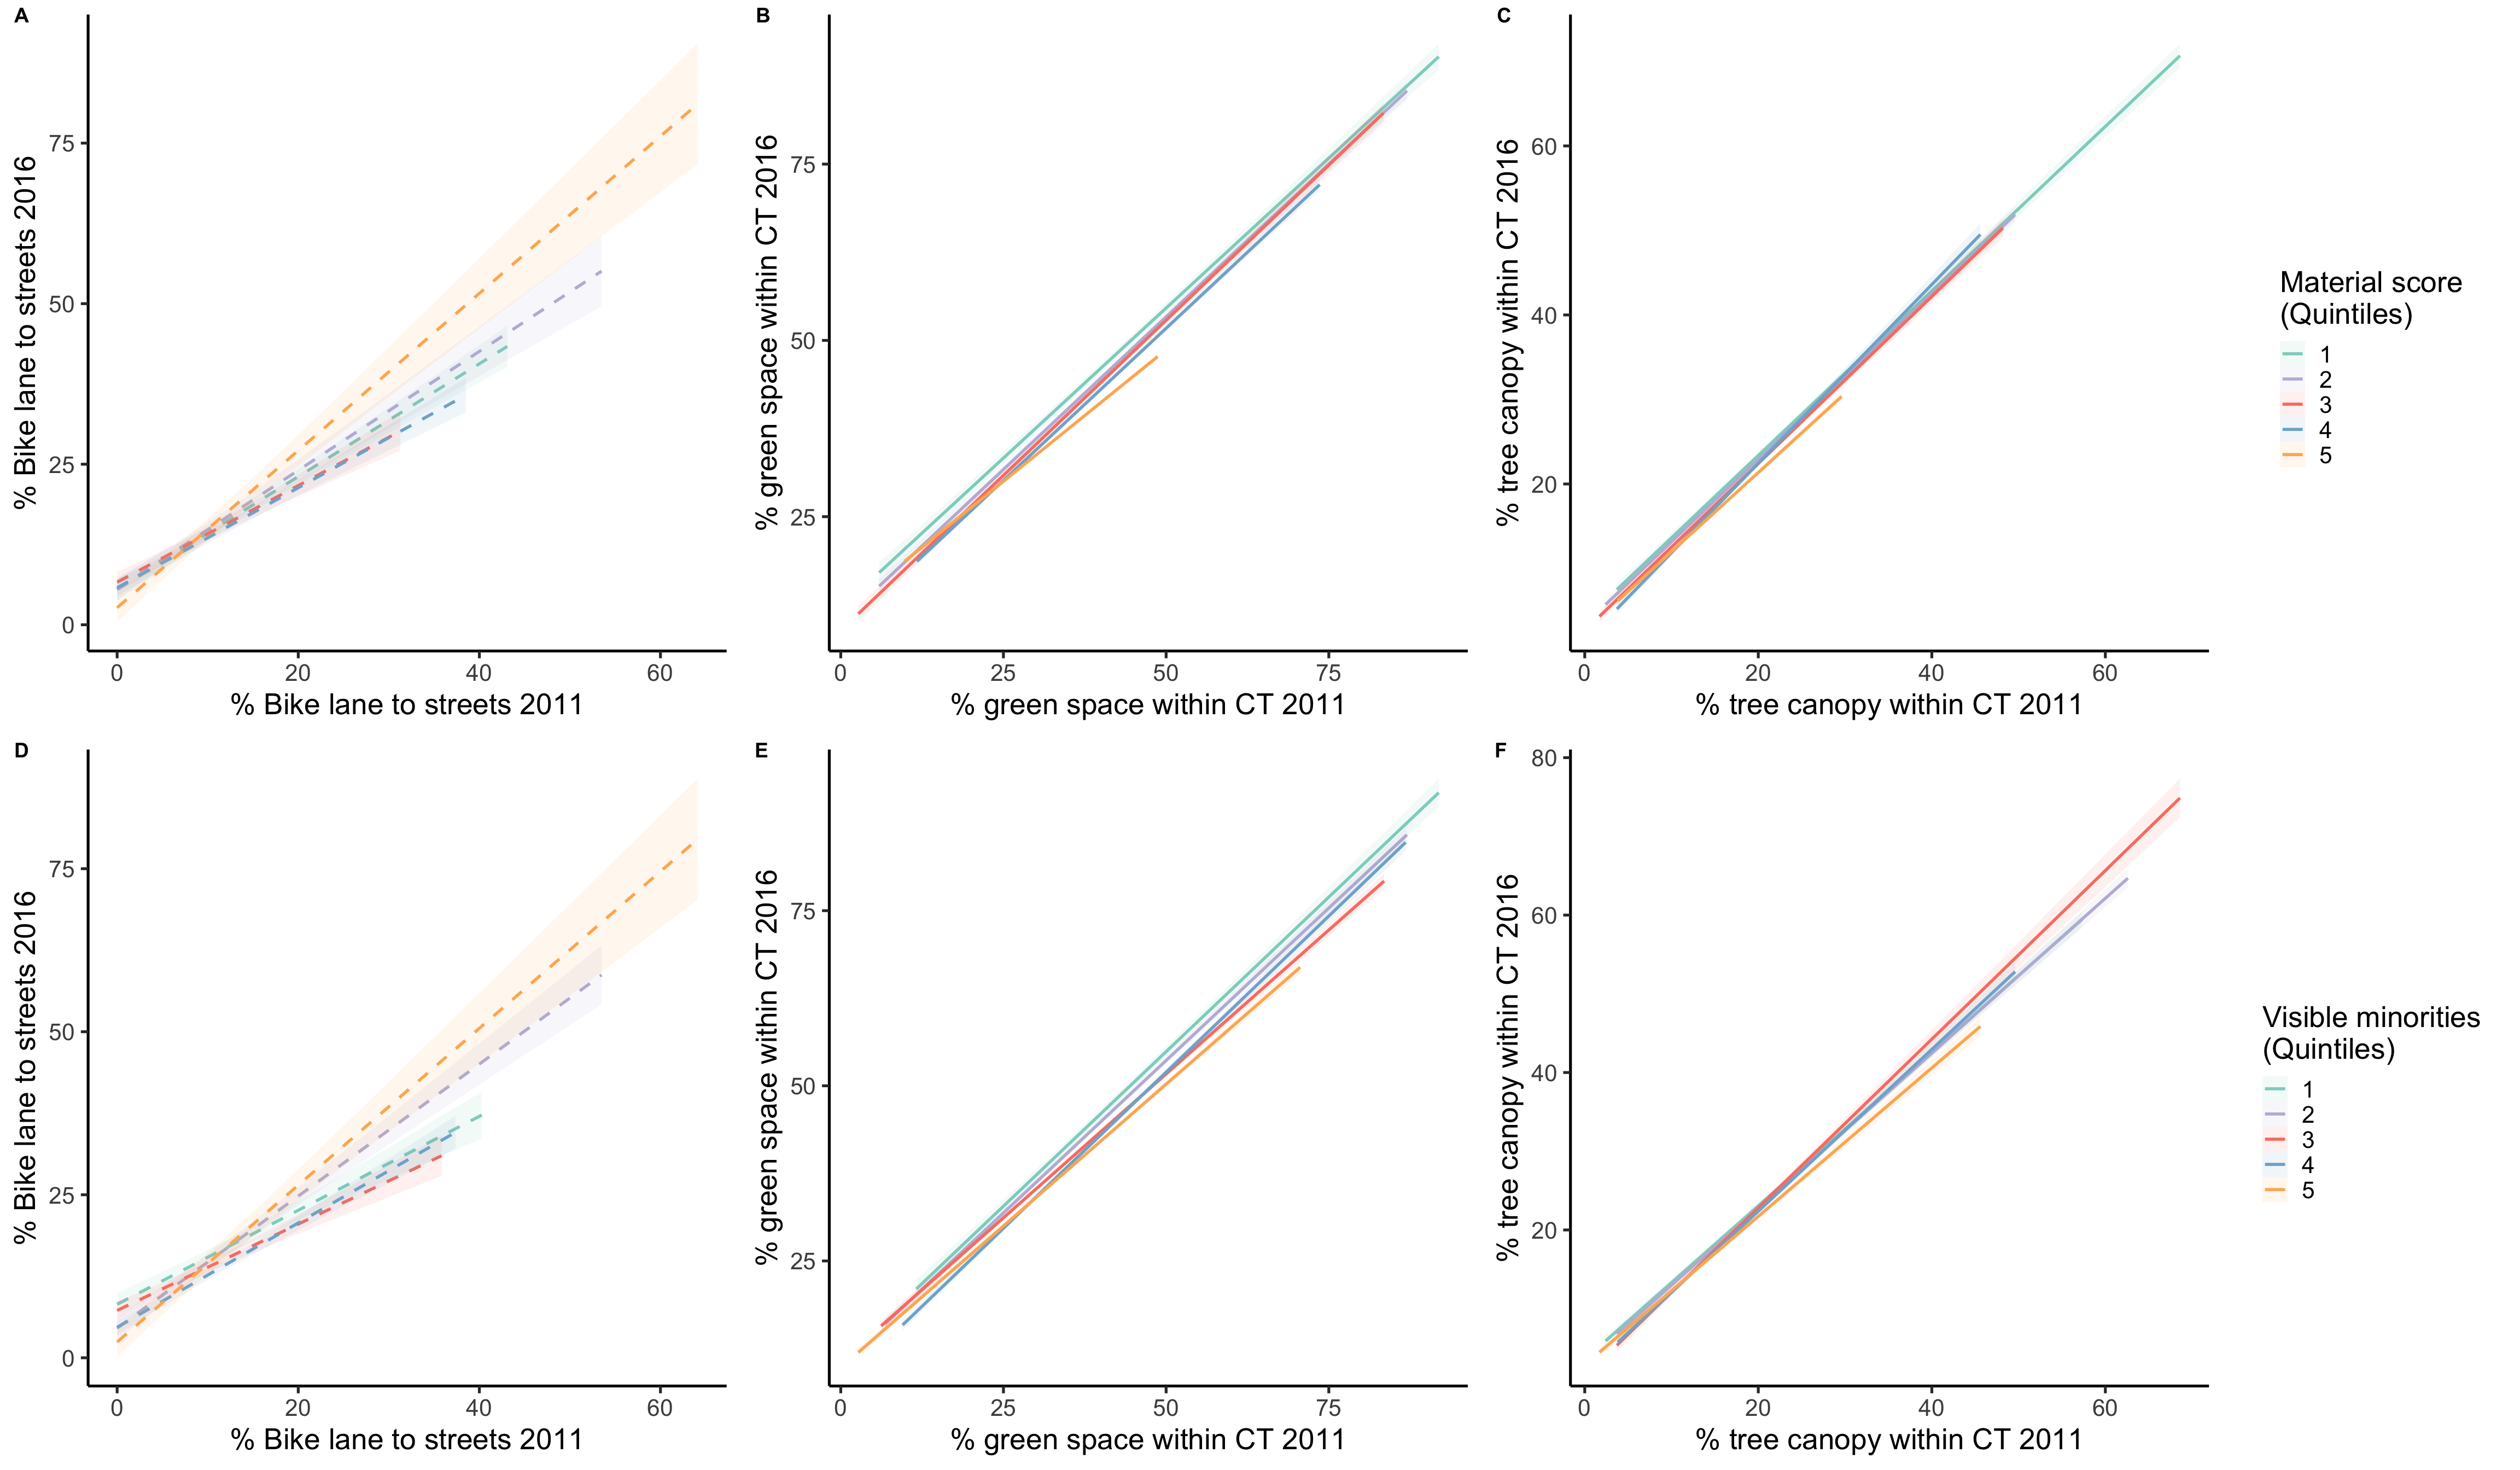 A
% Bike lane to streets 2016
75
50
25
0
0 20 40 60
% Bike lane to streets 2011
B
% green space within CT 2016
75
50
25
0 25 50 75
% green space within CT 2011
C
% tree canopy within CT 2016
60
40
20
0 20 40 60
% tree canopy within CT 2011
Material score
(Quintiles)
1
2
3
4
5
D
% Bike lane to streets 2016
75
50
25
0
0 20 40 60
% Bike lane to streets 2011
E
% green space within CT 2016
75
50
25
0 25 50 75
% green space within CT 2011
F
% tree canopy within CT 2016
80
60
40
20
0 20 40 60
% tree canopy within CT 2011
Visible minorities
(Quintiles)
1
2
3
4
5